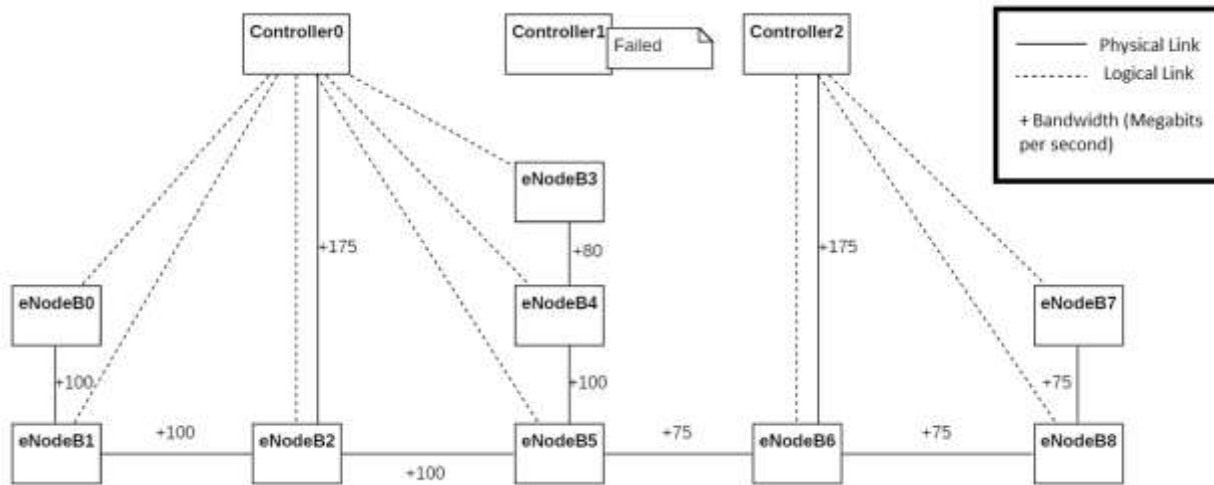 Controller0
Controller1
Failed
Controller2
Physical Link
Logical Link
+ Bandwidth (Megabits
per second)
eNodeB3
+175
+80
+175
eNodeB0
eNodeB4
eNodeB7
+100
+100
+75
eNodeB1
+100
eNodeB2
+100
eNodeB5
+75
eNodeB6
+75
eNodeB8